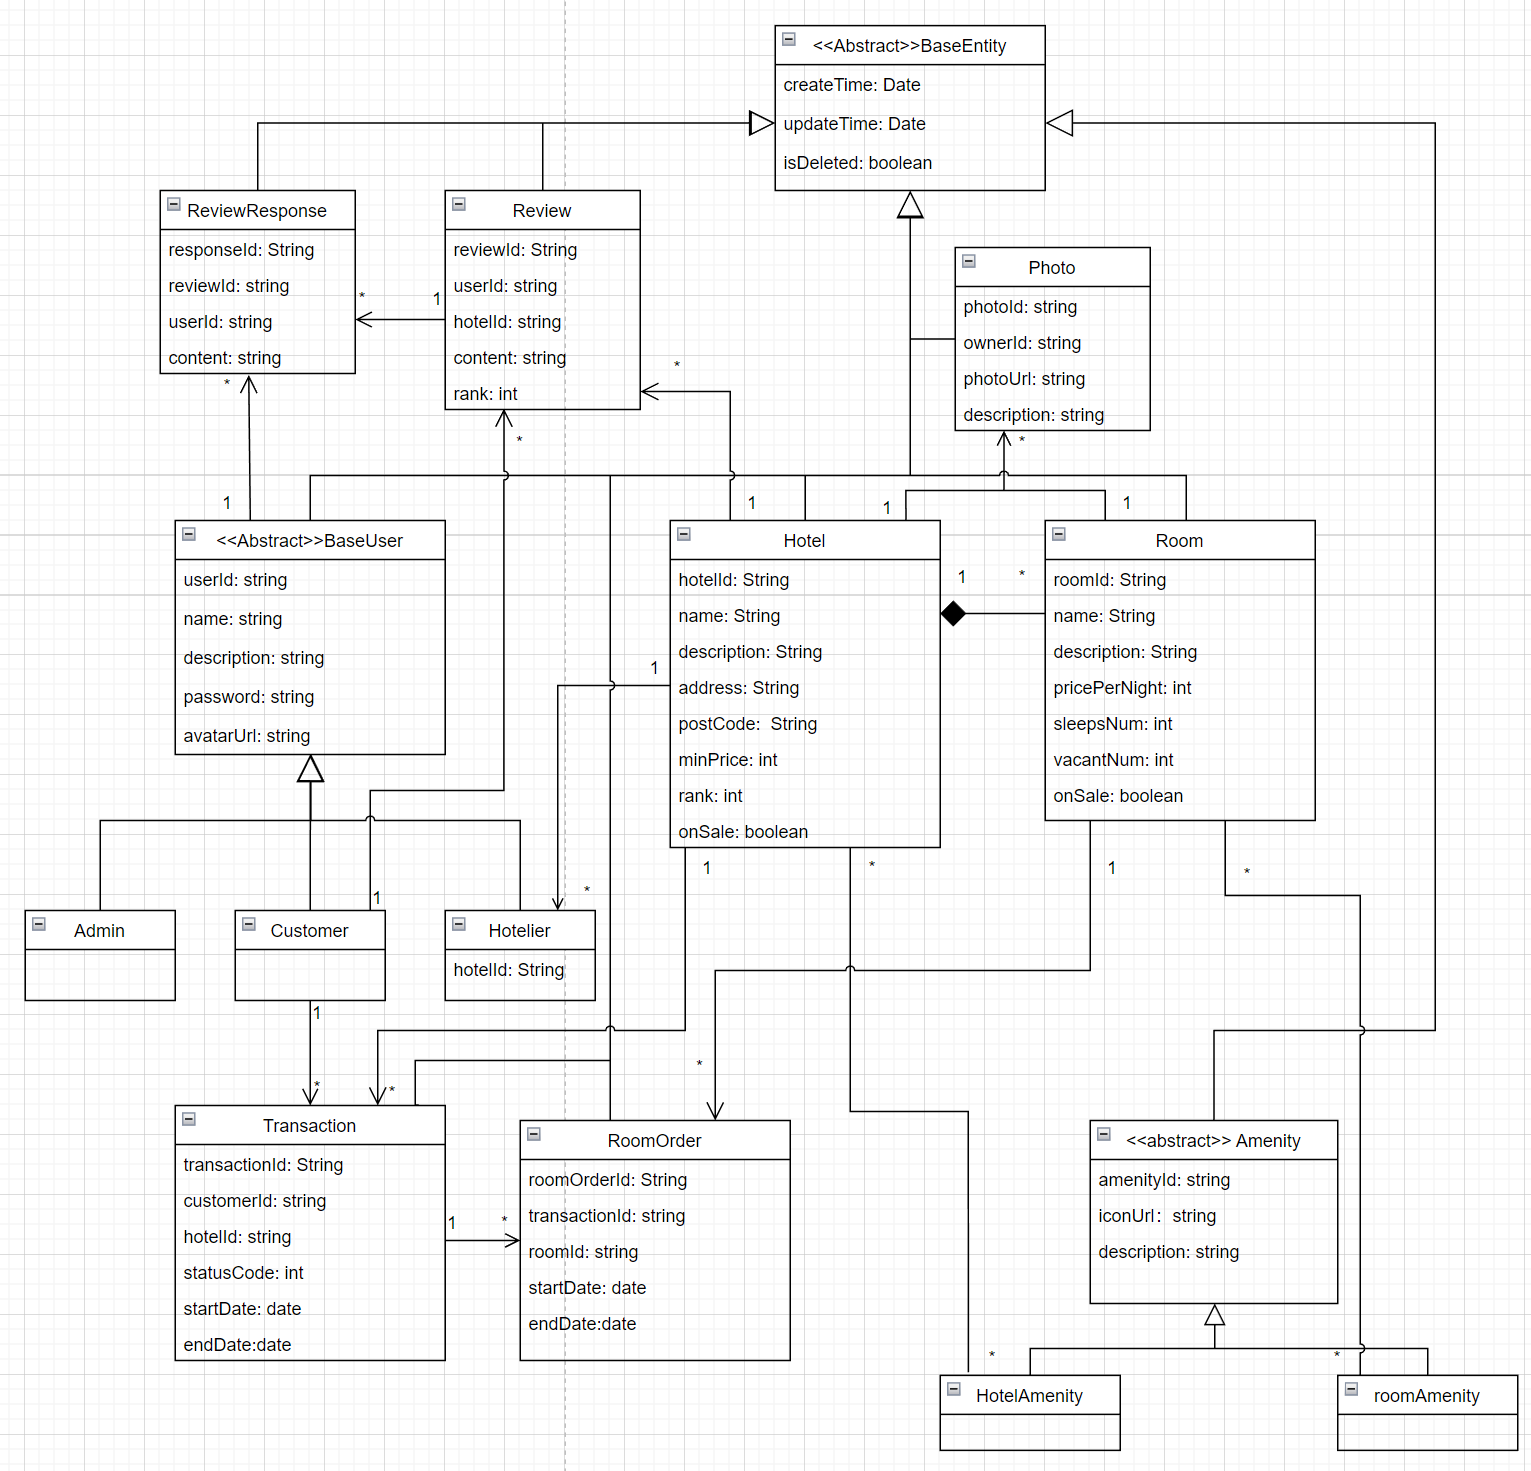 <<Abstract>>BaseEntity
createTime: Date
updateTime: Date
isDeleted: boolean
ReviewResponse
responseId: String
reviewId: string
userId: string
content: string
Review
reviewId: String
userId: string
hotelId: string
content: string
rank: int
* 1
*
Photo
photoId: string
ownerId: string
photoUrl: string
description: string
*
*
*
1
1
1
1
<<Abstract>>BaseUser
userId: string
name: string
description: string
password: string
avatarUrl: string
Hotel
hotelId: String
name: String
description: String
address: String
postCode: String
minPrice: int
rank: int
onSale: boolean
1 *
Room
roomId: String
name: String
description: String
pricePerNight: int
sleepsNum: int
vacantNum: int
onSale: boolean
1
1
*
1
*
1
*
Admin
Customer
Hotelier
hotelId: String
1
*
*
*
Transaction
transactionId: String
customerId: string
hotelId: string
statusCode: int
startDate: date
endDate:date
1 *
RoomOrder
roomOrderId: String
transactionId: string
roomId: string
startDate: date
endDate:date
<<abstract>> Amenity
amenityId: string
iconUrl: string
description: string
*
*
HotelAmenity
roomAmenity